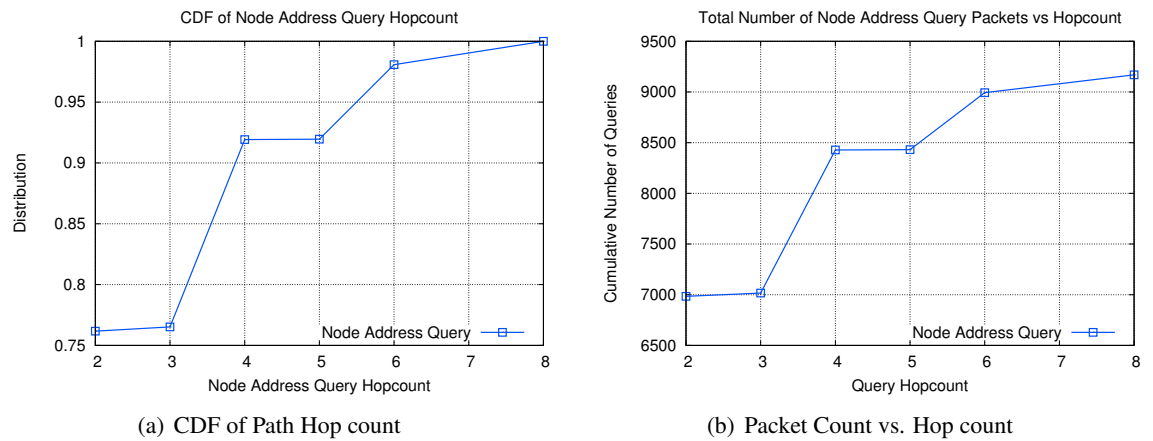 CDF of Node Address Query Hopcount
1
0.95
0.9
0.85
0.8
0.75
Distribution
Node Address Query
2 3 4 5 6 8
Node Address Query Hopcount
(a) CDF of Path Hop count
Total Number of Node Address Query Packets vs Hopcount
9500
9000
8500
8000
7500
7000
6500
Cumulative Number of Queries
Node Address Query
2 3 4 5 6 8
Query Hopcount
(b) Packet Count vs. Hop count